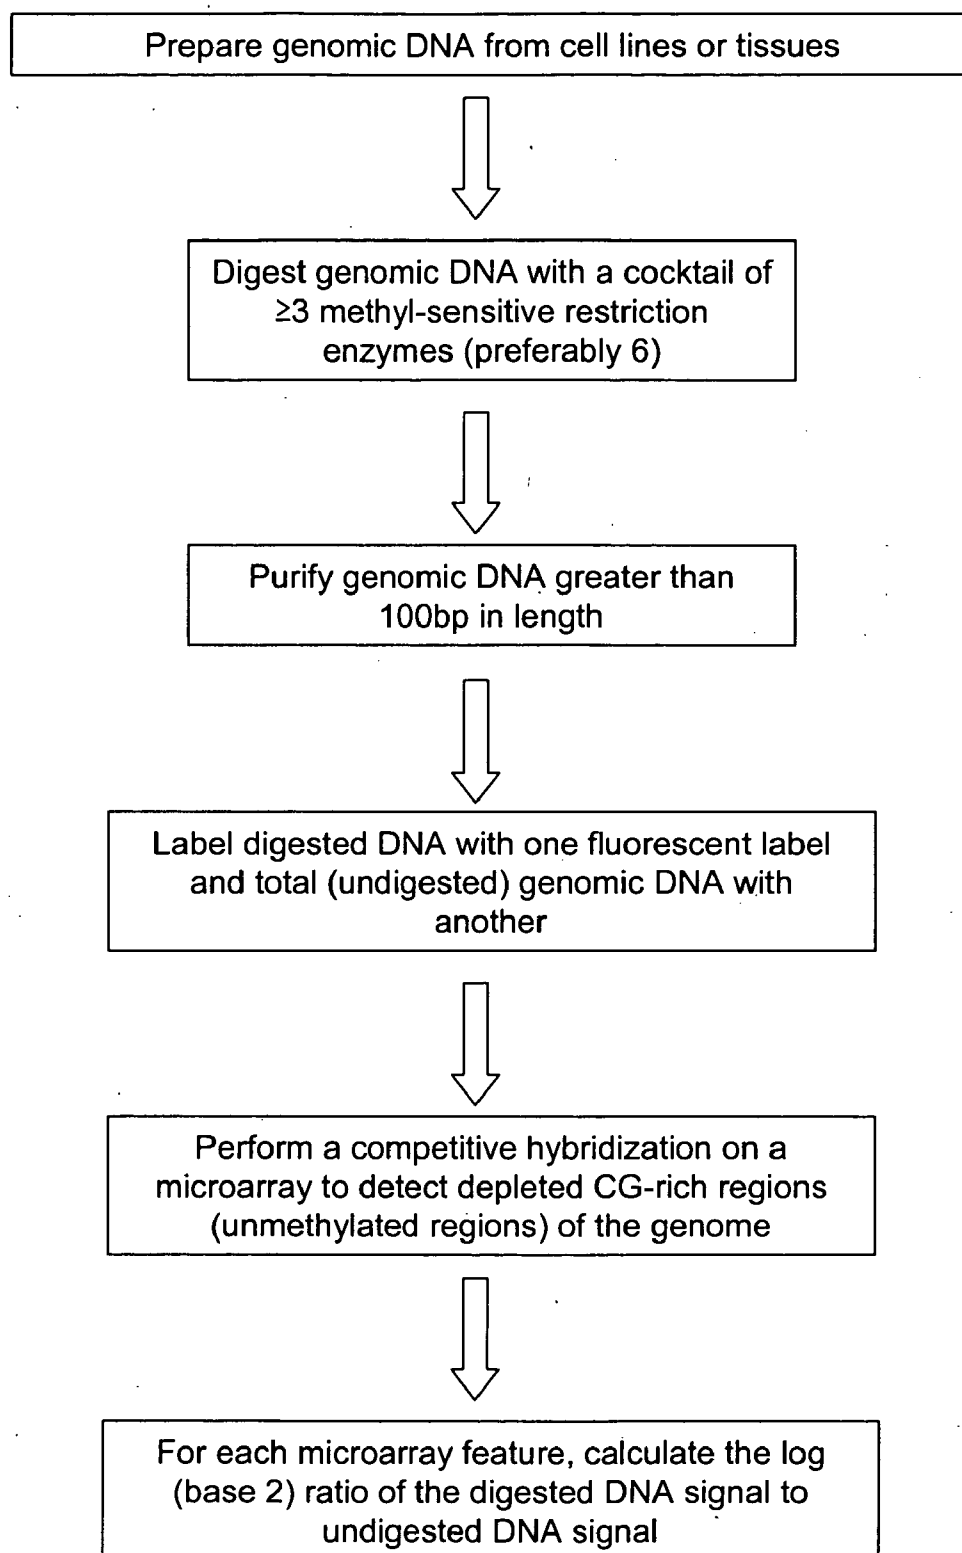 Prepare genomic DNA from cell lines or tissues
Digest genomic DNA with a cocktail of
≥3 methyl-sensitive restriction
enzymes (preferably 6)
Purify genomic DNA greater than
100bp in length
Label digested DNA with one fluorescent label
and total (undigested) genomic DNA with
another
Perform a competitive hybridization on a
microarray to detect depleted CG-rich regions
(unmethylated regions) of the genome
For each microarray feature, calculate the log
(base 2) ratio of the digested DNA signal to
undigested DNA signal